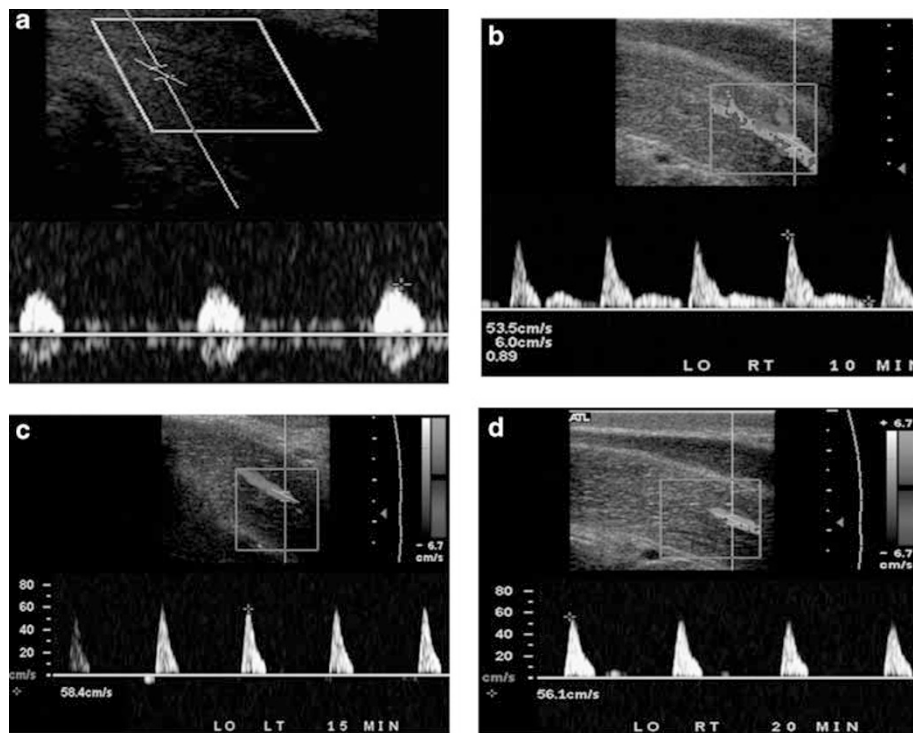 a
b
53.5cm/s
6.0cm/s
0.89
LO RT 10 MIN
c
- 6.7
cm/s
80
60
40
20
cm/s
58.4cm/s
LO LT 15 MIN
d
ATL
+ 6.7
- 6.7
cm/s
80
60
40
20
cm/s
56.1cm/s
LO RT 20 MIN